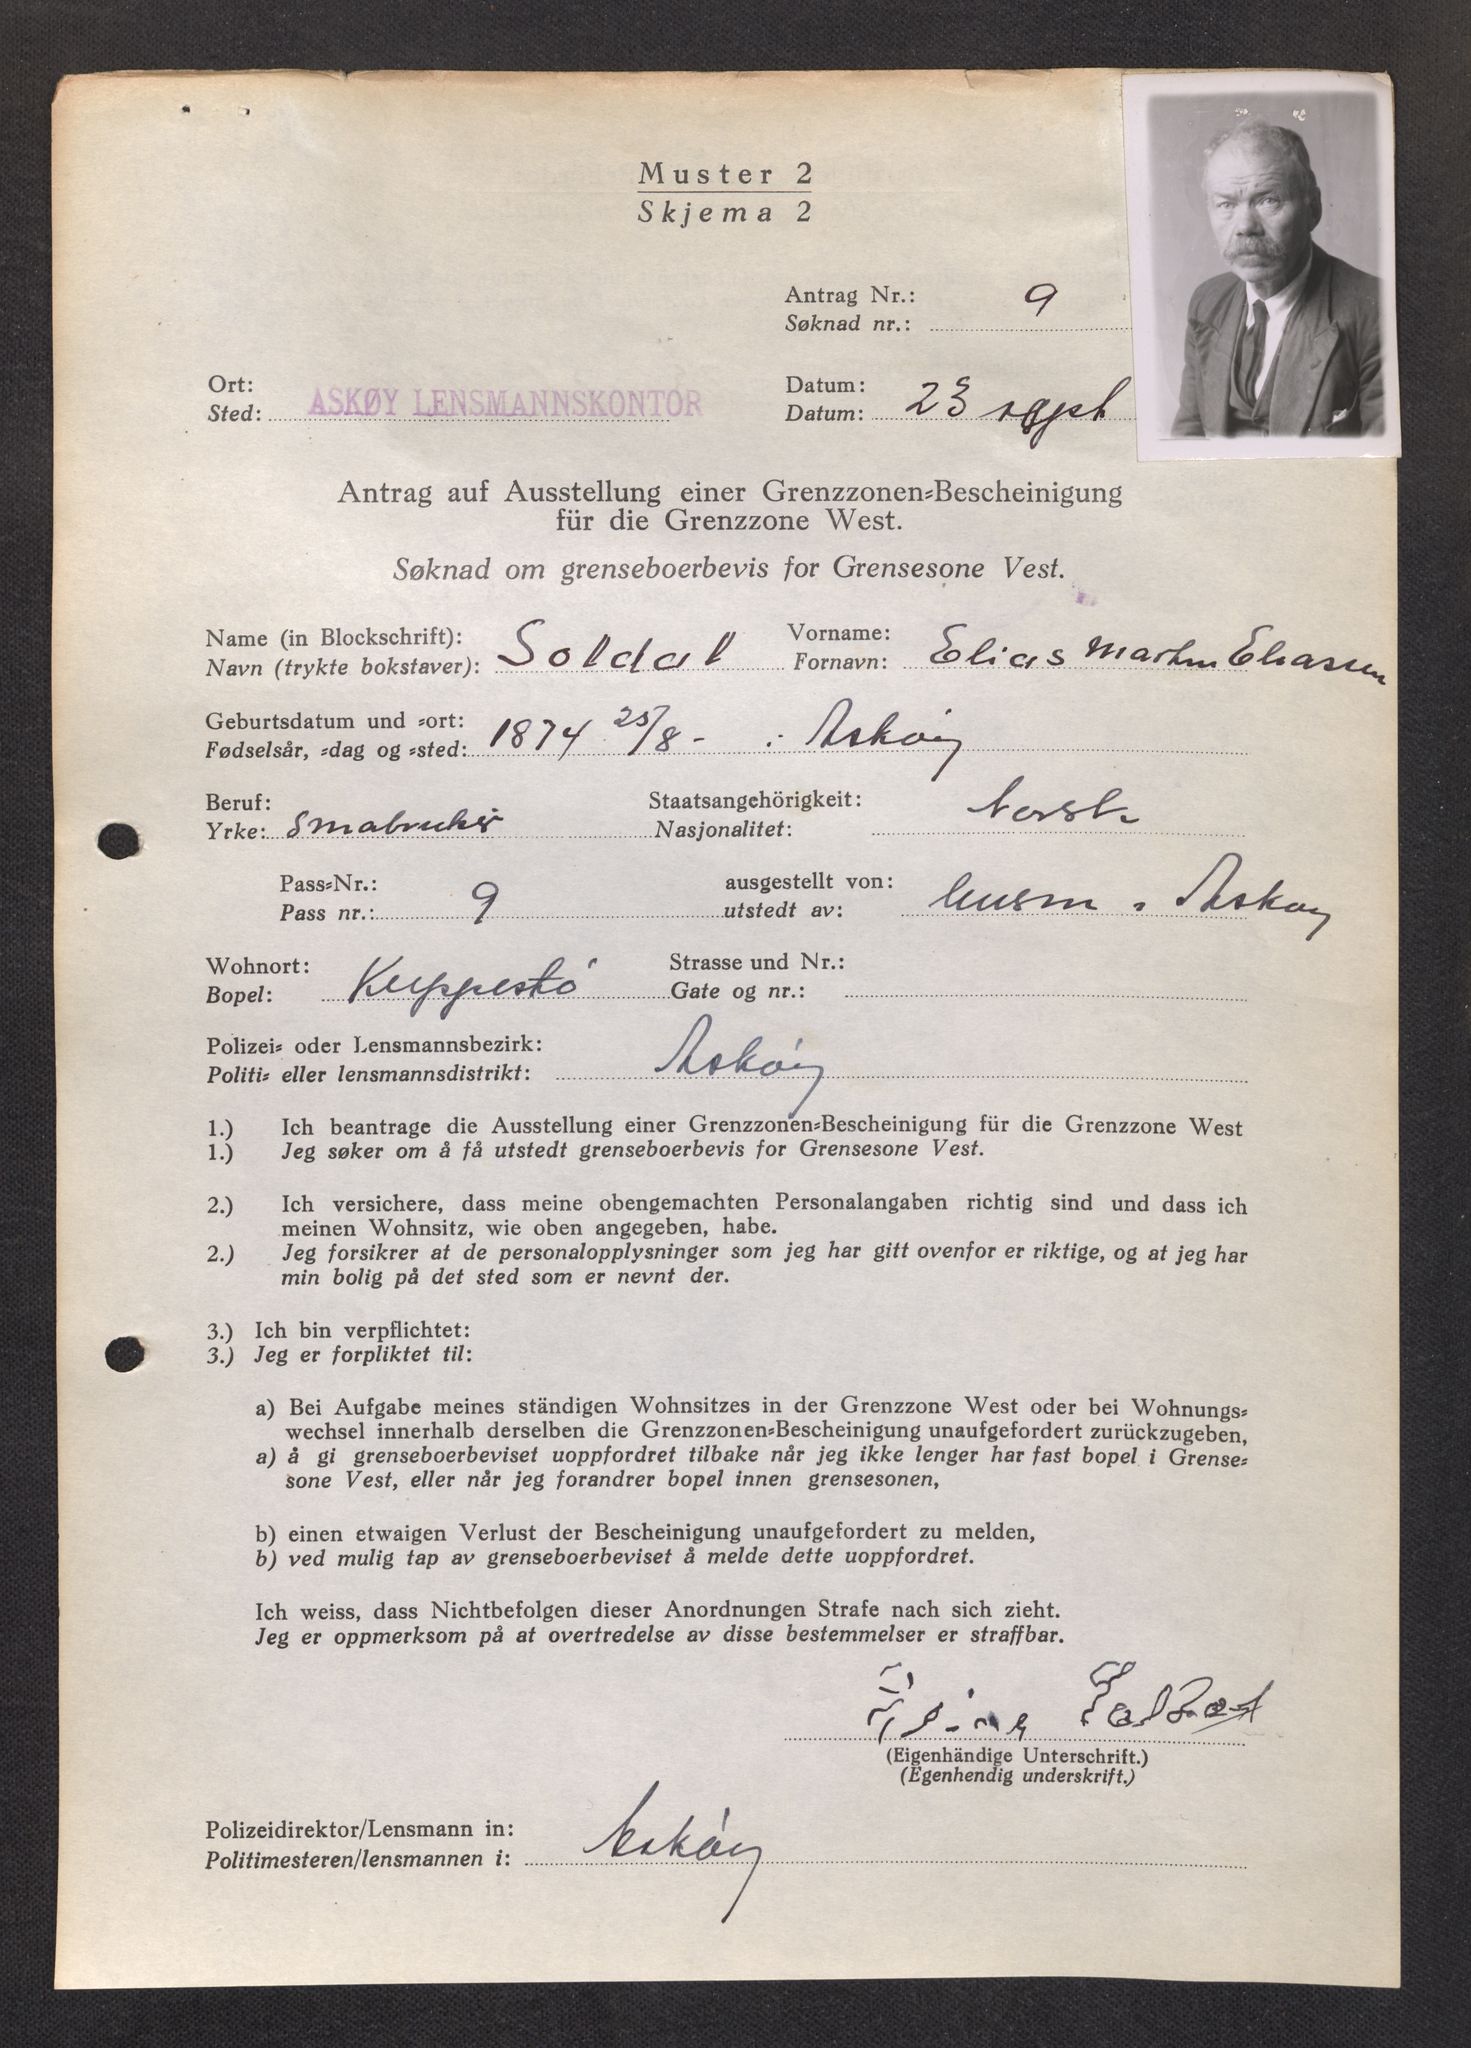 Muster 2
Skjema 2
Antrag Nr.: 9
Søknad nr.:
Ort:
Sted: ASKØY LENSMANNSKONTOR
Datum:
Datum: 23
Antrag auf Ausstellung einer Grenzzonen=Bescheinigung
für die Grenzzone West.
Søknad om grenseboerbevis for Grensesone Vest.
Name (in Blockschrift):
Navn (trykte bokstaver): Soldal
Vorname:
Fornavn: Elias Martin Eliassen
Geburtsdatum und =ort:
Fødselsår, =dag og =sted: 1874 25/8 - : Askøy
Beruf:
Yrke: Småbruker
Staatsangehörigkeit:
Nasjonalitet: Norsk
Pass=Nr.:
Pass nr.: 9
ausgestellt von:
utstedt av: lensm. Askøy
Wohnort:
Bopel: Kleppestø
Strasse und Nr.:
Gate og nr.:
Polizei= oder Lensmannsbezirk:
Politi= eller lensmannsdistrikt: Askøy
1.) Ich beantrage die Ausstellung einer Grenzzonen=Bescheinigung für die Grenzzone West
1.) Jeg søker om å få utstedt grenseboerbevis for Grensesone Vest.
2.) Ich versichere, dass meine obengemachten Personalangaben richtig sind und dass ich
meinen Wohnsitz, wie oben angegeben, habe.
2.) Jeg forsikrer at de personalopplysninger som jeg har gitt ovenfor er riktige, og at jeg har
min bolig på det sted som er nevnt der.
3.) Ich bin verpflichtet:
3.) Jeg er forpliktet til:
a) Bei Aufgabe meines ständigen Wohnsitzes in der Grenzzone West oder bei Wohnungs=
wechsel innerhalb derselben die Grenzzonen=Bescheinigung unaufgefordert zurückzugeben,
a) å gi grenseboerbeviset uoppfordret tilbake når jeg ikke lenger har fast bopel i Grense=
sone Vest, eller når jeg forandrer bopel innen grensesonen,
b) einen etwaigen Verlust der Bescheinigung unaufgefordert zu melden,
b) ved mulig tap av grenseboerbeviset å melde dette uoppfordret.
Ich weiss, dass Nichtbefolgen dieser Anordnungen Strafe nach sich zieht.
Jeg er oppmerksom på at overtredelse av disse bestemmelser er straffbar.
(Eigenhändige Unterschrift.)
(Egenhendig underskrift.)
Polizeidirektor/Lensmann in:
Politimesteren/lensmannen i: Askøy